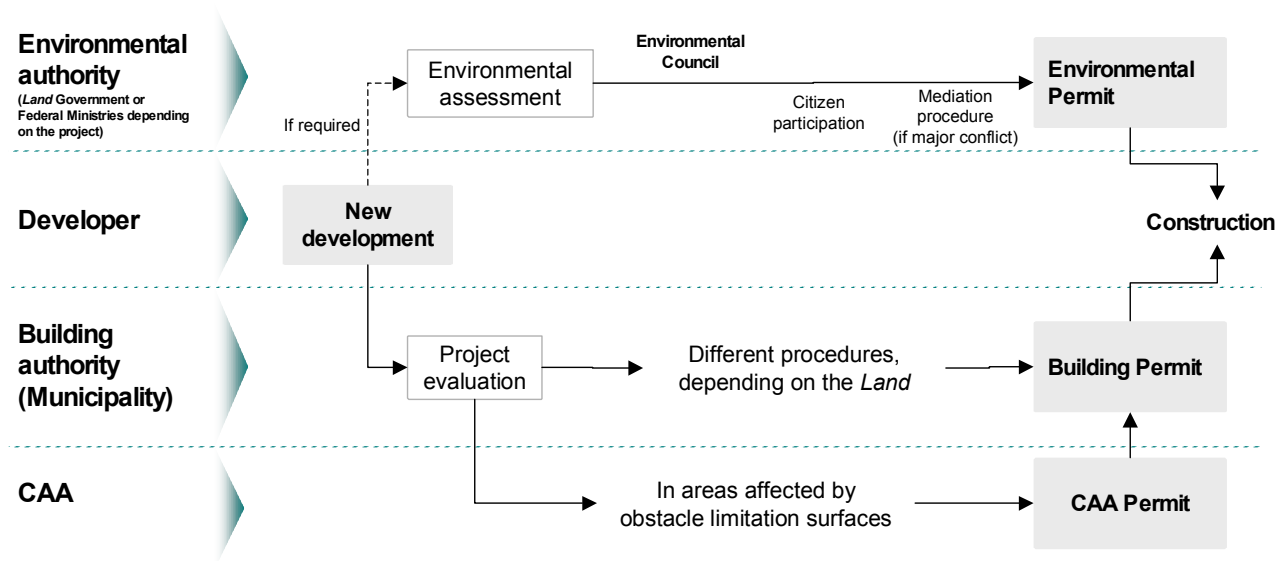 Environmental
authority
(Land Government or
Federal Ministries depending
on the project)
If required
Environmental
assessment
Environmental
Council
Citizen
participation
Mediation
procedure
(if major conflict)
Environmental
Permit
Developer
New
development
Construction
Building
authority
(Municipality)
Project
evaluation
Different procedures,
depending on the Land
Building Permit
CAA
In areas affected by
obstacle limitation surfaces
CAA Permit